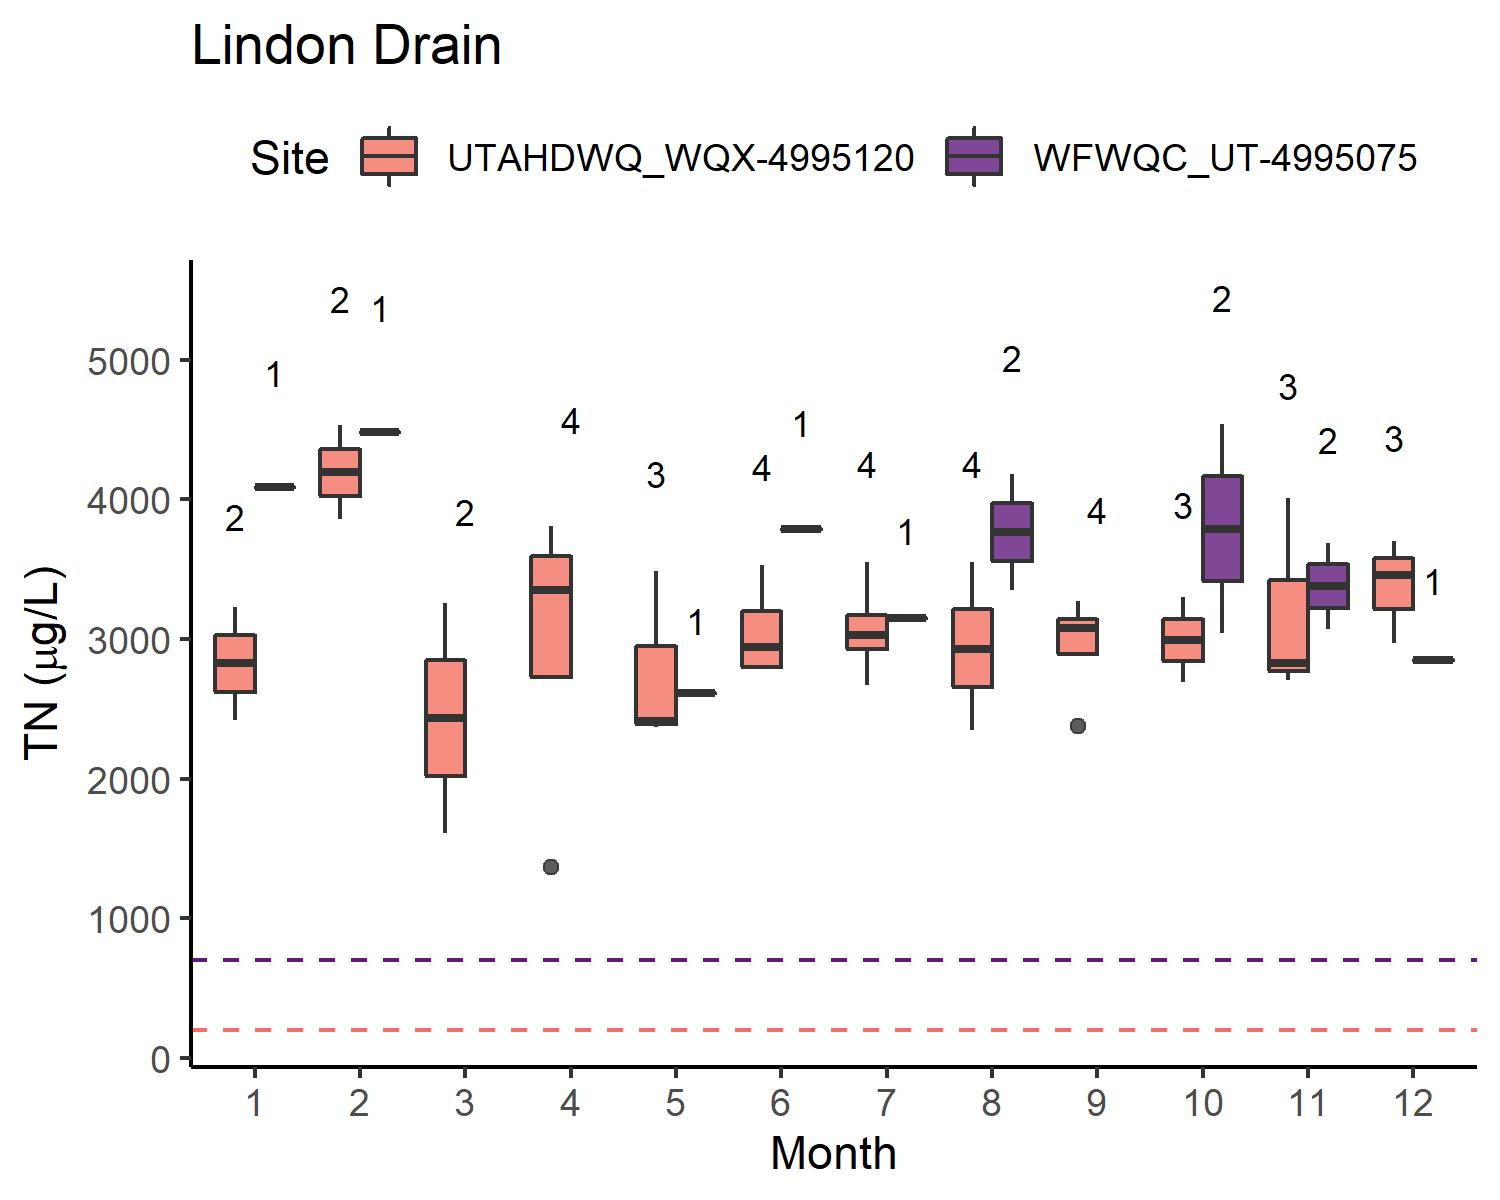 Lindon Drain
Site UTAHDWQ_WQX-4995120 WFWQC_UT-4995075
2 1 2 1 2 4 3 1 4 1 4 1 4 2 4 3 2 3 2 3 1
5000
4000
3000
2000
1000
0
TN (μg/L)
1 2 3 4 5 6 7 8 9 10 11 12
Month